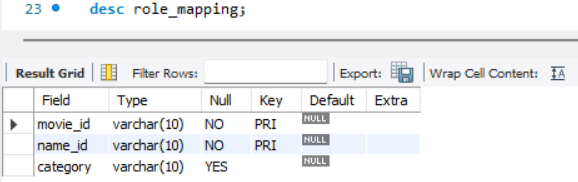 23 desc role_mapping;
Result Grid Filter Rows: Export: Wrap Cell Content: IA
Field Type Null Key Default Extra
movie_id varchar(10) NO PRI NULL
name_id varchar(10) NO PRI NULL
category varchar(10) YES NULL